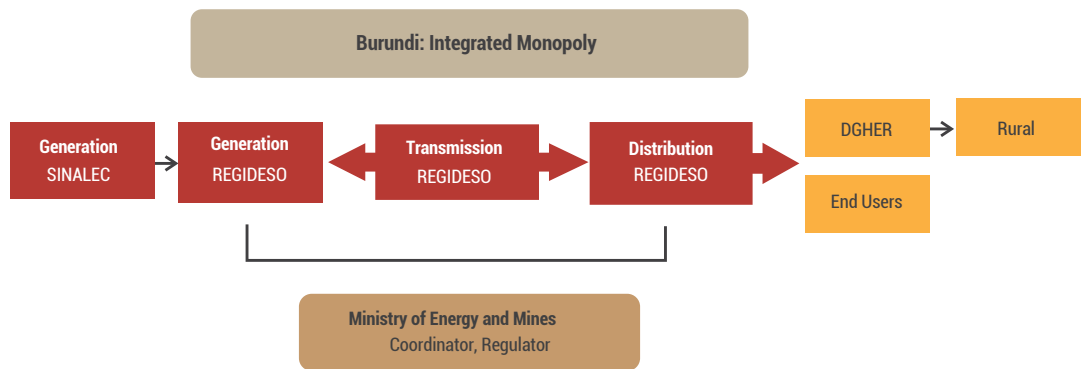 Burundi: Integrated Monopoly
Generation
SINALEC
Generation
REGIDESO
Transmission
REGIDESO
Distribution
REGIDESO
DGHER
Rural
End Users
Ministry of Energy and Mines
Coordinator, Regulator